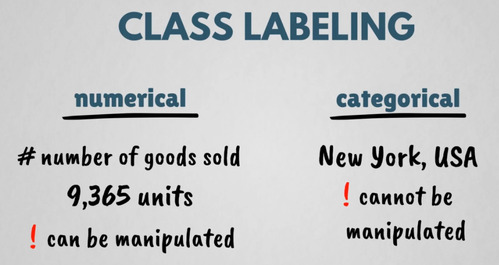 CLASS LABELING
numerical
# number of goods sold
9,365 units
! can be manipulated
categorical
New York, USA
! cannot be
manipulated